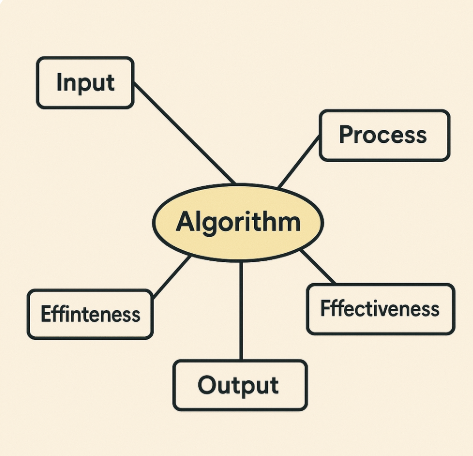 Input
Process
Algorithm
Effinteness
Fffectiveness
Output